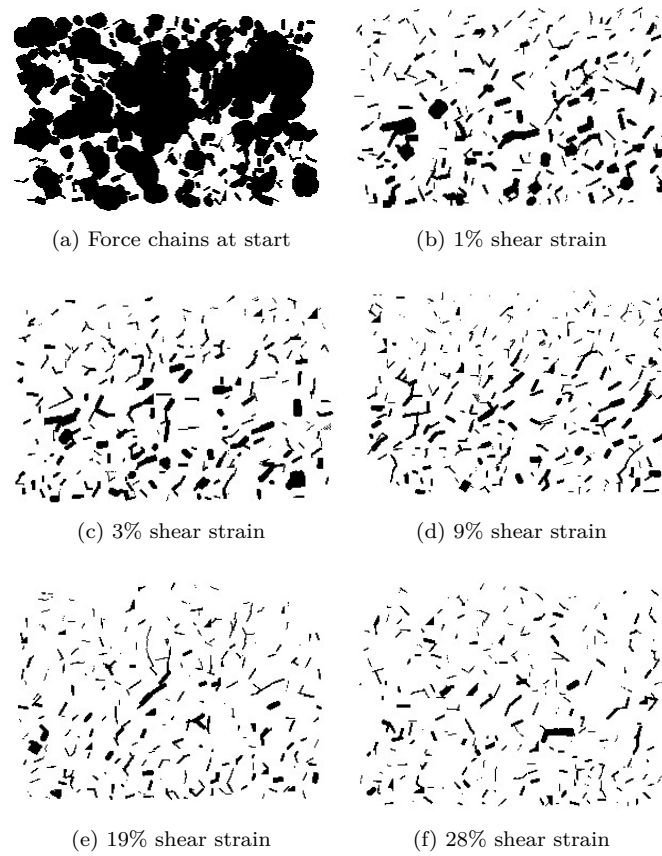 (a) Force chains at start
(b) 1% shear strain
(c) 3% shear strain
(d) 9% shear strain
(e) 19% shear strain
(f) 28% shear strain